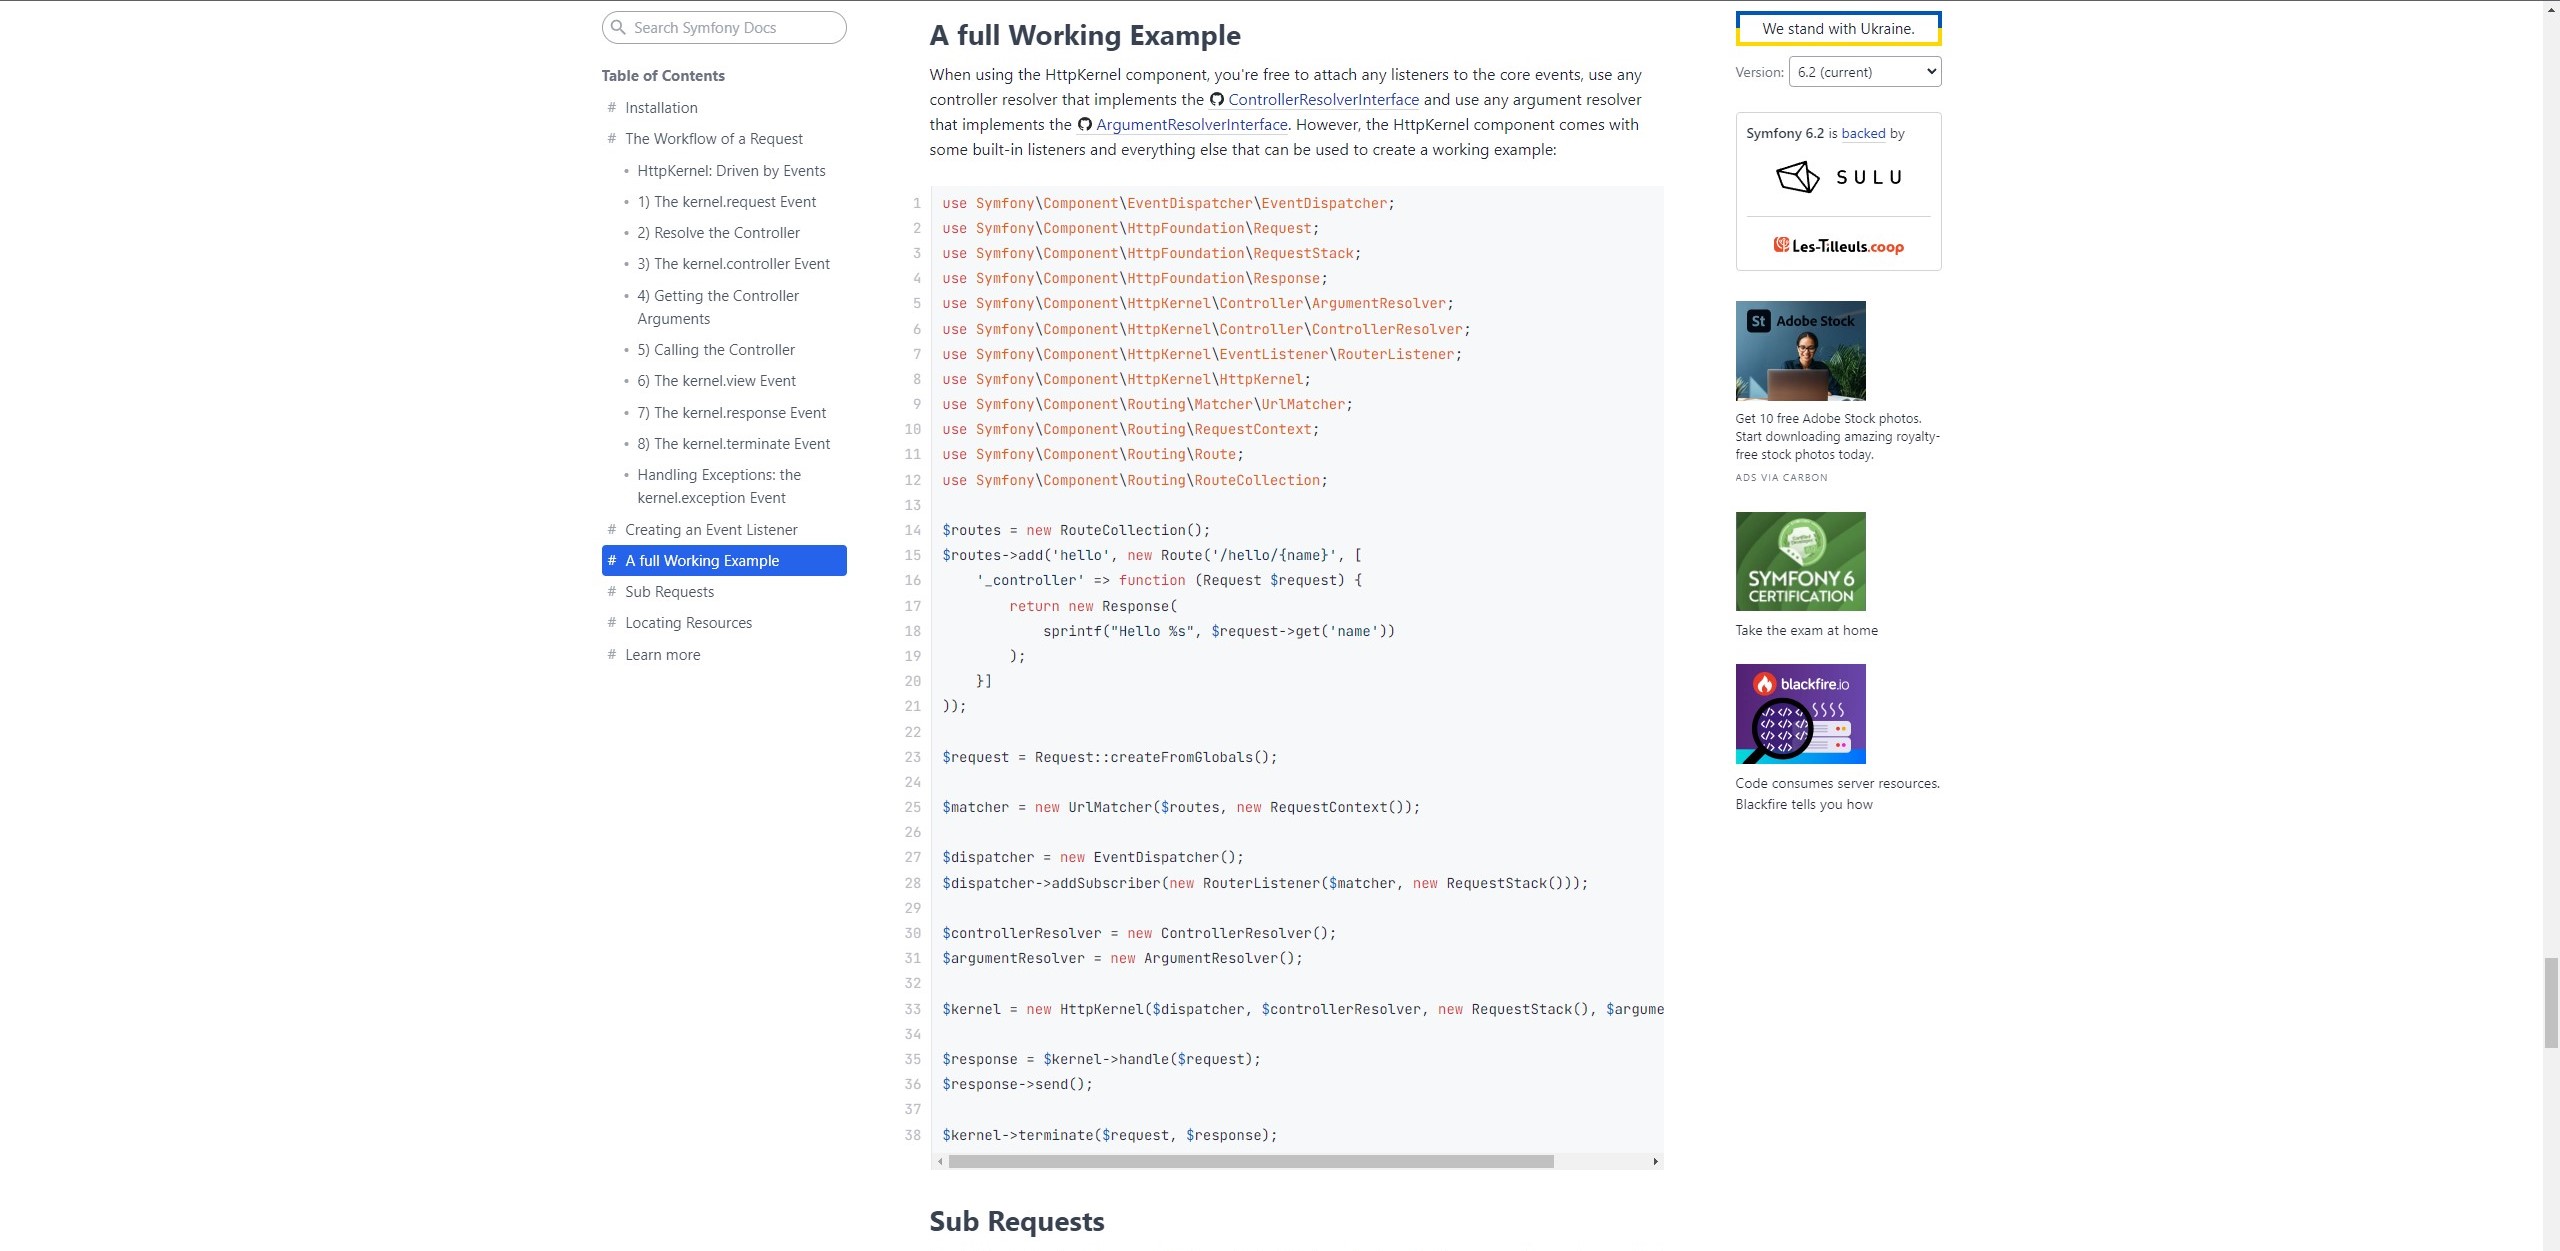 Search Symfony Docs
Table of Contents
# Installation
# The Workflow of a Request
• HttpKernel: Driven by Events
• 1) The kernel.request Event
• 2) Resolve the Controller
• 3) The kernel.controller Event
• 4) Getting the Controller
Arguments
• 5) Calling the Controller
• 6) The kernel.view Event
• 7) The kernel.response Event
• 8) The kernel.terminate Event
• Handling Exceptions: the
kernel.exception Event
# Creating an Event Listener
# A full Working Example
# Sub Requests
# Locating Resources
# Learn more
A full Working Example
When using the HttpKernel component, you're free to attach any listeners to the core events, use any
controller resolver that implements the ControllerResolverInterface and use any argument resolver
that implements the ArgumentResolverInterface. However, the HttpKernel component comes with
some built-in listeners and everything else that can be used to create a working example:
1 use Symfony\Component\EventDispatcher\EventDispatcher;
2 use Symfony\Component\HttpFoundation\Request;
3 use Symfony\Component\HttpFoundation\RequestStack;
4 use Symfony\Component\HttpFoundation\Response;
5 use Symfony\Component\HttpKernel\Controller\ArgumentResolver;
6 use Symfony\Component\HttpKernel\Controller\ControllerResolver;
7 use Symfony\Component\HttpKernel\EventListener\RouterListener;
8 use Symfony\Component\HttpKernel\HttpKernel;
9 use Symfony\Component\Routing\Matcher\UrlMatcher;
10 use Symfony\Component\Routing\RequestContext;
11 use Symfony\Component\Routing\Route;
12 use Symfony\Component\Routing\RouteCollection;
13
14 $routes = new RouteCollection();
15 $routes->add('hello', new Route('/hello/{name}', [
16     '_controller' => function (Request $request) {
17         return new Response(
18             sprintf("Hello %s", $request->get('name'))
19         );
20     }]
21 ));
22
23 $request = Request::createFromGlobals();
24
25 $matcher = new UrlMatcher($routes, new RequestContext());
26
27 $dispatcher = new EventDispatcher();
28 $dispatcher->addSubscriber(new RouterListener($matcher, new RequestStack()));
29
30 $controllerResolver = new ControllerResolver();
31 $argumentResolver = new ArgumentResolver();
32
33 $kernel = new HttpKernel($dispatcher, $controllerResolver, new RequestStack(), $argume
34
35 $response = $kernel->handle($request);
36 $response->send();
37
38 $kernel->terminate($request, $response);
Sub Requests
We stand with Ukraine.
Version: 6.2 (current)
Symfony 6.2 is backed by
SULU
Les-Tilleuls.coop
St Adobe Stock
Get 10 free Adobe Stock photos.
Start downloading amazing royalty-
free stock photos today.
ADS VIA CARBON
SYMFONY 6
CERTIFICATION
Take the exam at home
blackfire.io
Code consumes server resources.
Blackfire tells you how